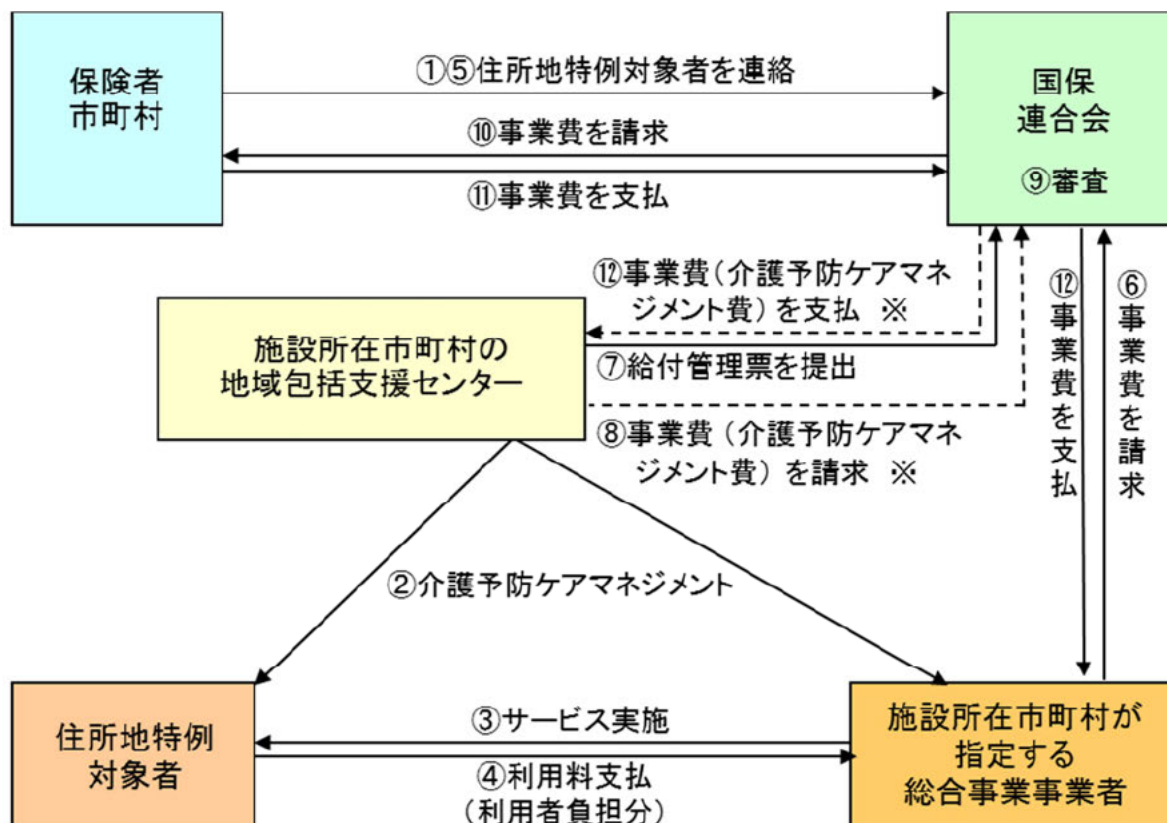 保険者
市町村
①⑤住所地特例対象者を連絡
⑩事業費を請求
⑪事業費を支払
国保
連合会
⑨審査
⑫事業費(介護予防ケアマネ
ジメント費)を支払 ※
⑦給付管理票を提出
⑧事業費(介護予防ケアマネ
ジメント費)を請求 ※
施設所在市町村の
地域包括支援センター
⑫事業費を支払
⑥事業費を請求
②介護予防ケアマネジメント
住所地特例
対象者
③サービス実施
④利用料支払
(利用者負担分)
施設所在市町村が
指定する
総合事業事業者